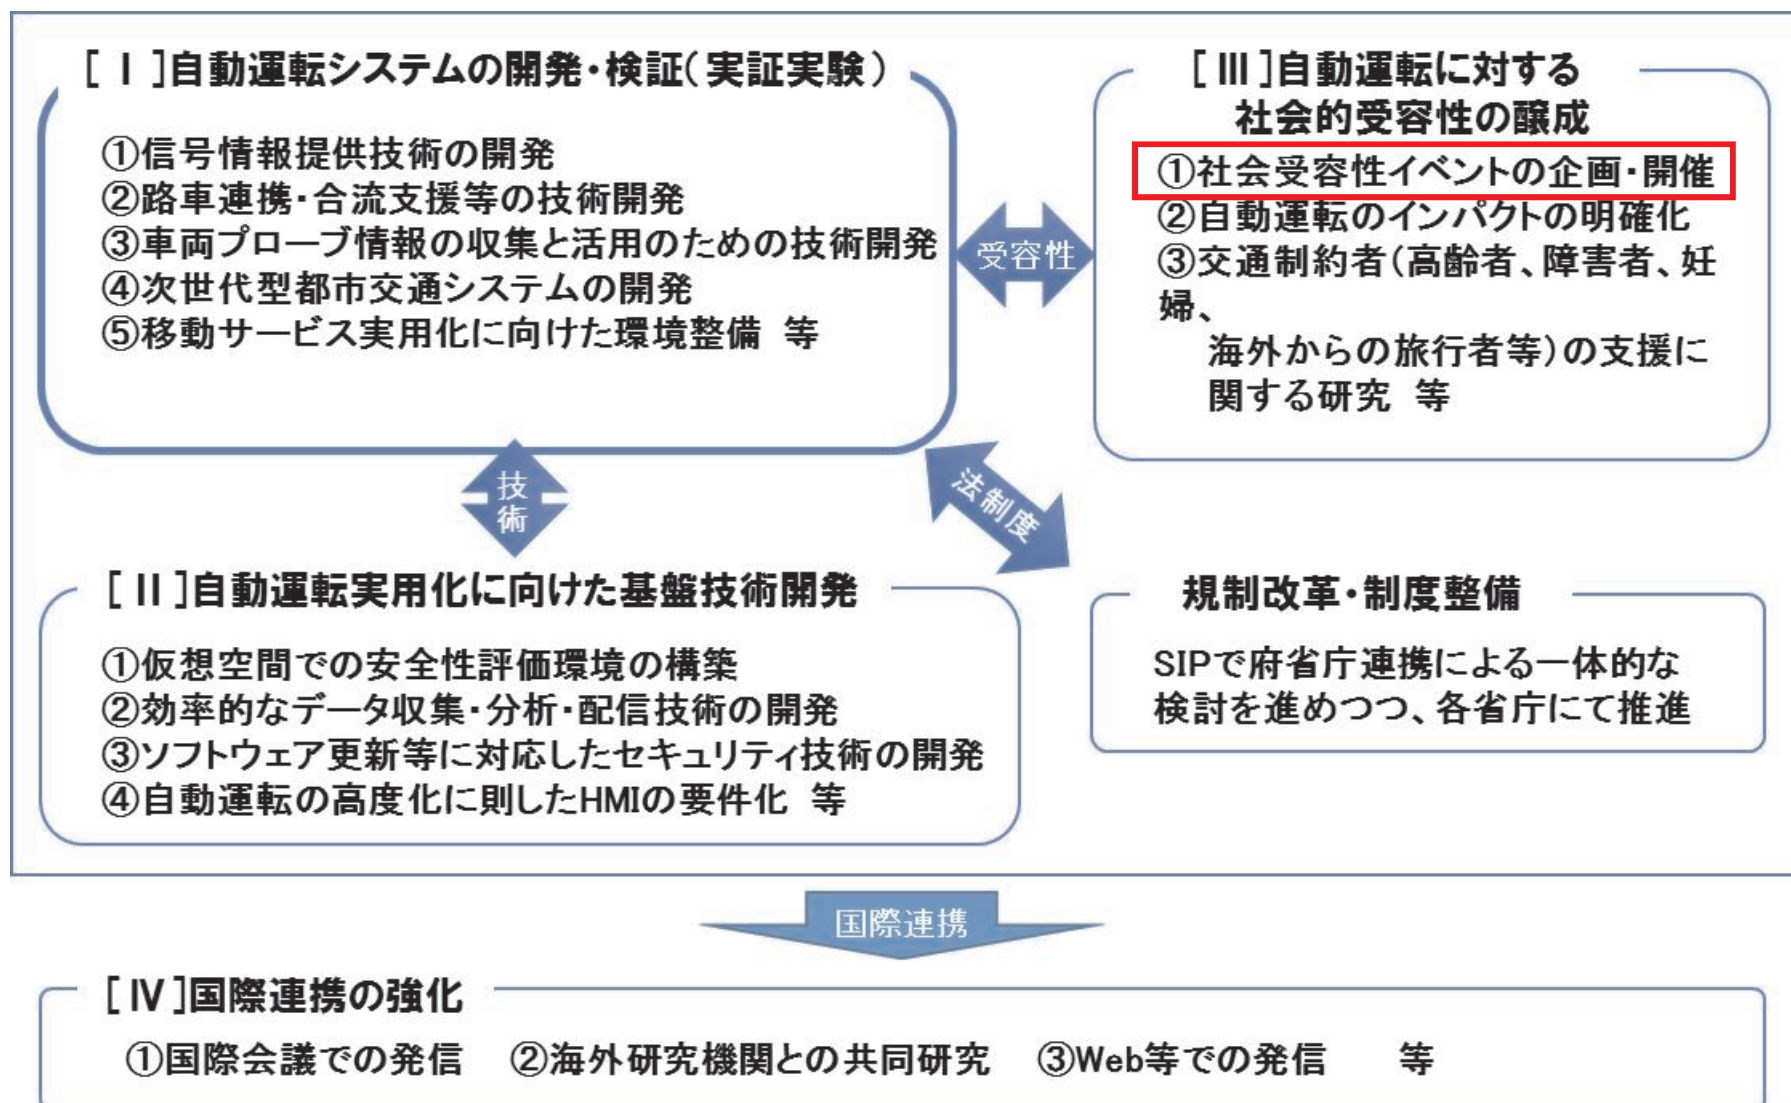 [Ⅰ]自動運転システムの開発・検証(実証実験)
①信号情報提供技術の開発
②路車連携・合流支援等の技術開発
③車両プローブ情報の収集と活用のための技術開発
④次世代型都市交通システムの開発
⑤移動サービス実用化に向けた環境整備 等
受容性
[Ⅲ]自動運転に対する
社会的受容性の醸成
①社会受容性イベントの企画・開催
②自動運転のインパクトの明確化
③交通制約者(高齢者、障害者、妊
婦、
海外からの旅行者等)の支援に
関する研究 等
技
術
法制度
[Ⅱ]自動運転実用化に向けた基盤技術開発
①仮想空間での安全性評価環境の構築
②効率的なデータ収集・分析・配信技術の開発
③ソフトウェア更新等に対応したセキュリティ技術の開発
④自動運転の高度化に則したHMIの要件化 等
規制改革・制度整備
SIPで府省庁連携による一体的な
検討を進めつつ、各省庁にて推進
国際連携
[Ⅳ]国際連携の強化
①国際会議での発信 ②海外研究機関との共同研究 ③Web等での発信 等